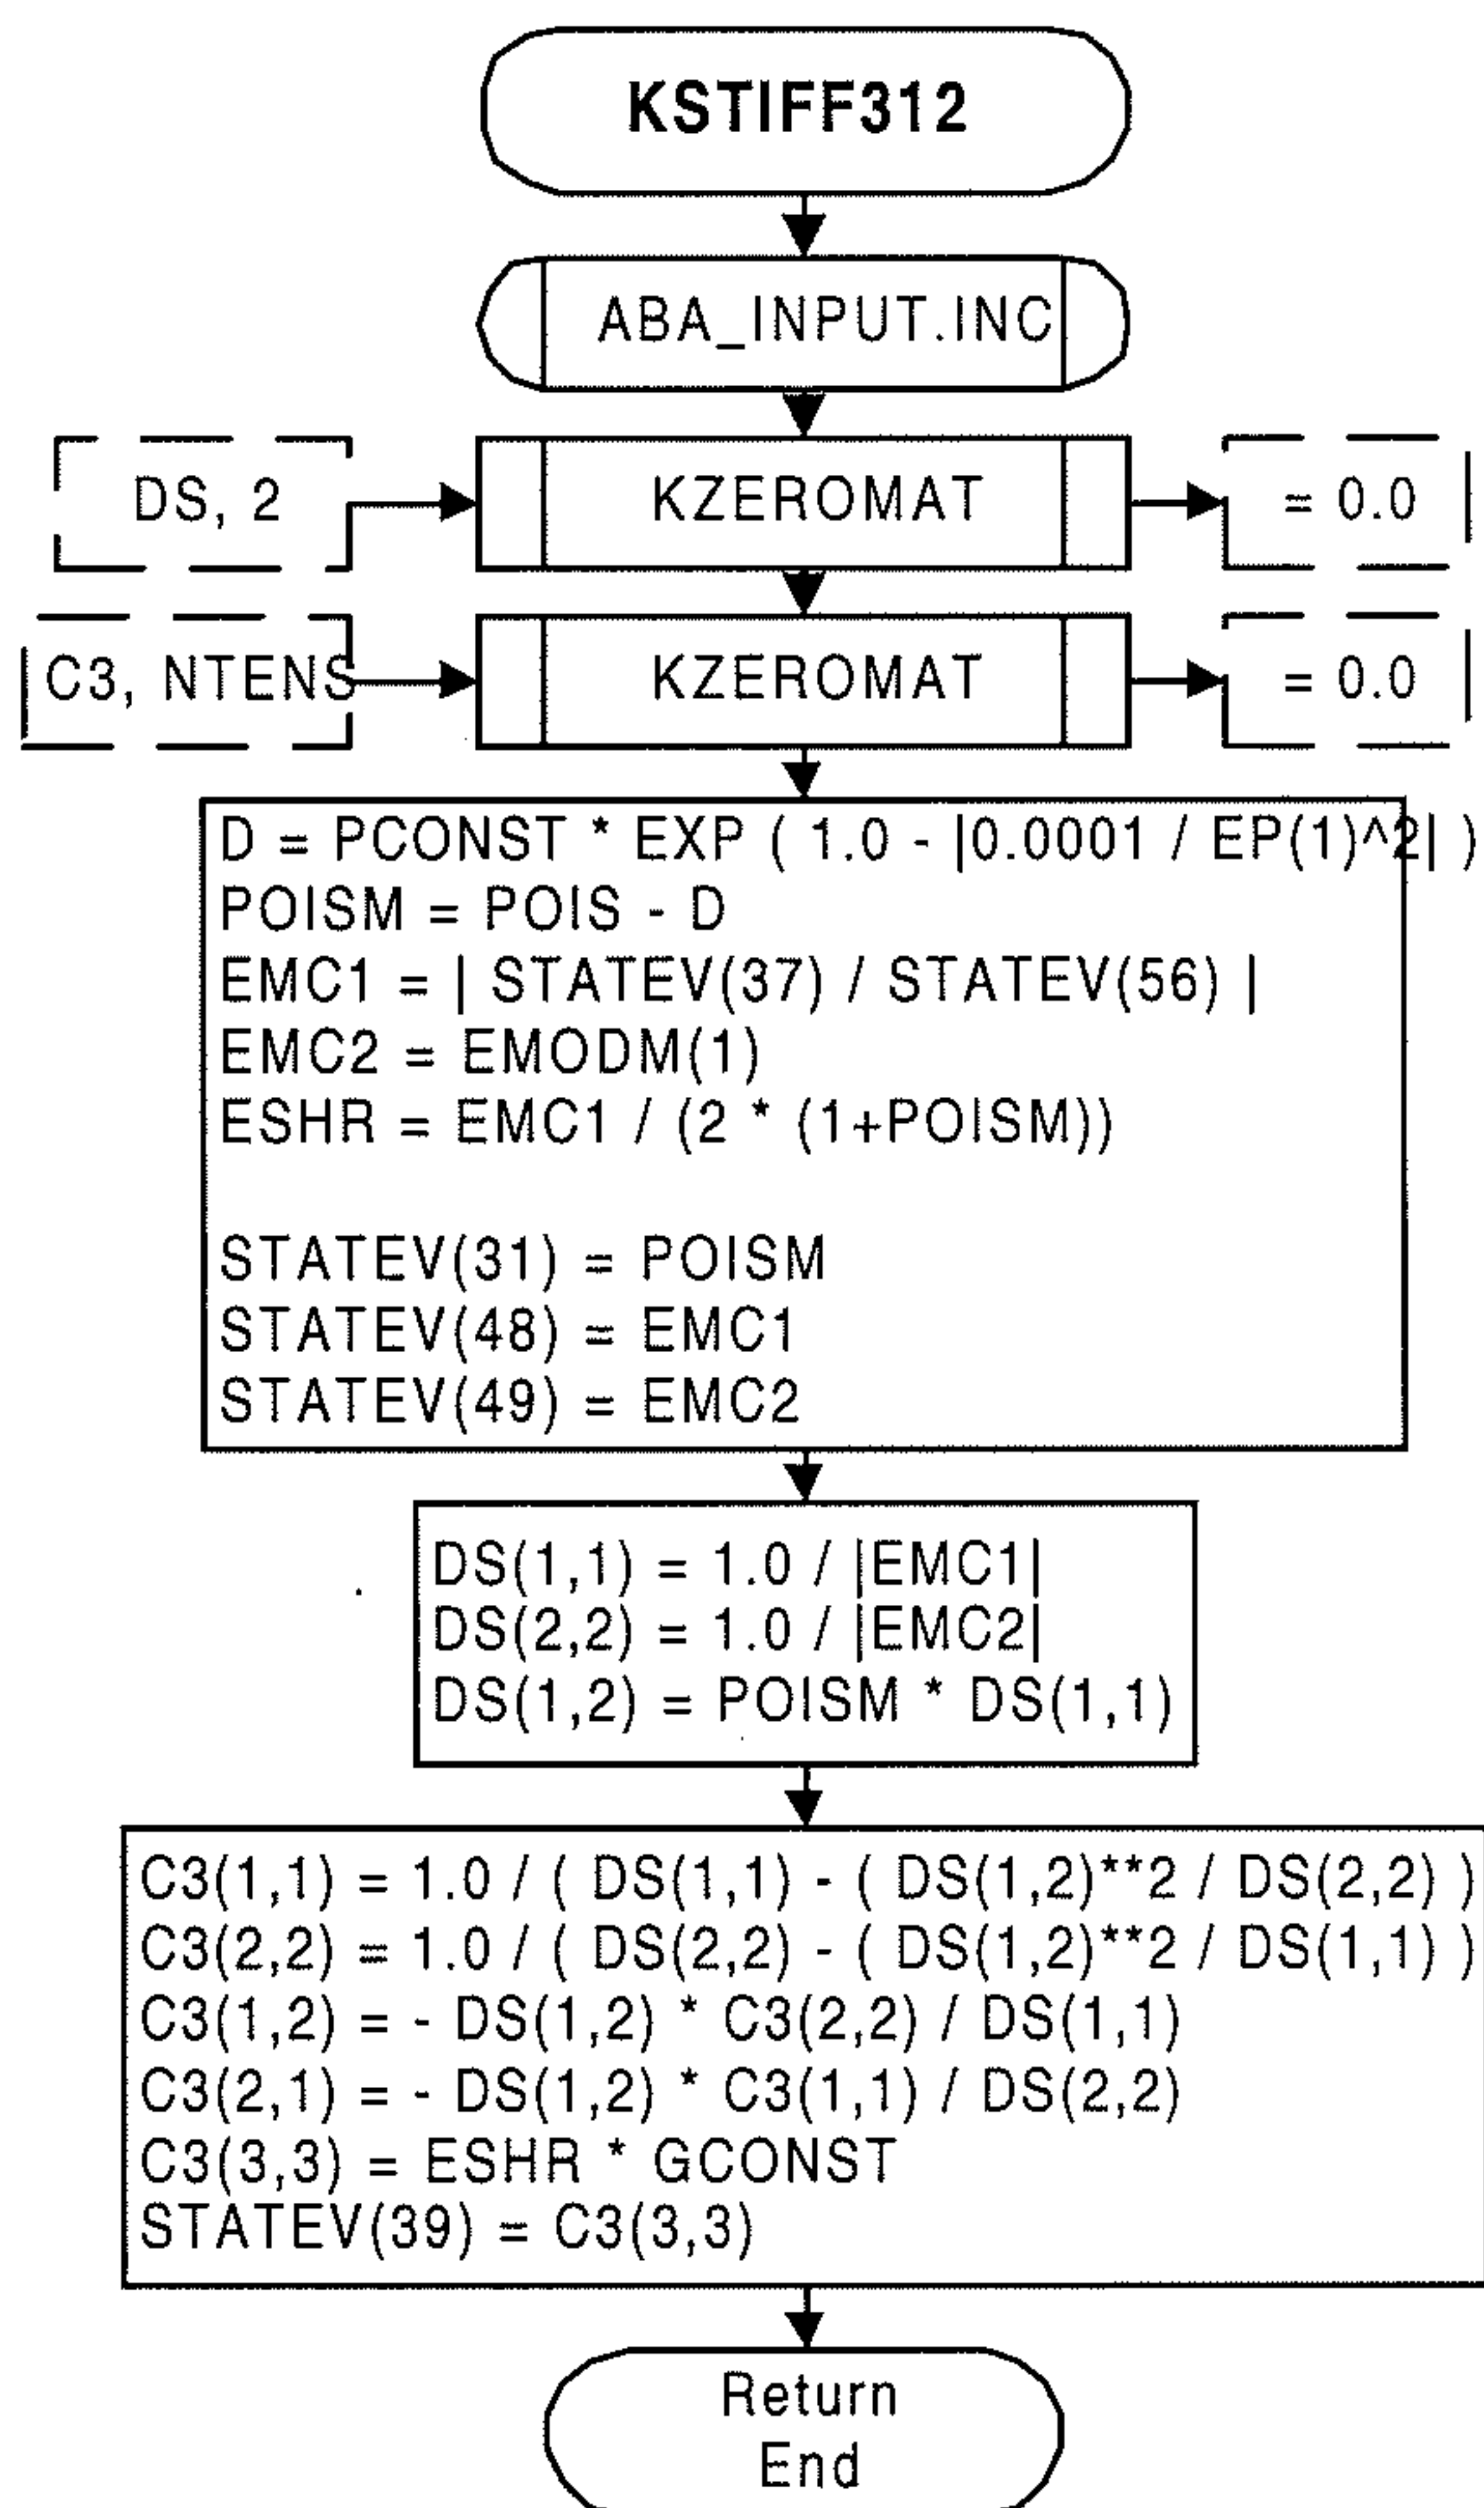 KSTIFF312
ABA_INPUT.INC
DS, 2
KZEROMAT
= 0.0
C3, NTENS
KZEROMAT
= 0.0
D = PCONST * EXP ( 1.0 - |0.0001 / EP(1)^2| )
POISM = POIS - D
EMC1 = | STATEV(37) / STATEV(56) |
EMC2 = EMODM(1)
ESHR = EMC1 / (2 * (1+POISM))
STATEV(31) = POISM
STATEV(48) = EMC1
STATEV(49) = EMC2
DS(1,1) = 1.0 / |EMC1|
DS(2,2) = 1.0 / |EMC2|
DS(1,2) = POISM * DS(1,1)
C3(1,1) = 1.0 / ( DS(1,1) - ( DS(1,2)**2 / DS(2,2) )
C3(2,2) = 1.0 / ( DS(2,2) - ( DS(1,2)**2 / DS(1,1) )
C3(1,2) = - DS(1,2) * C3(2,2) / DS(1,1)
C3(2,1) = - DS(1,2) * C3(1,1) / DS(2,2)
C3(3,3) = ESHR * GCONST
STATEV(39) = C3(3,3)
Return
End